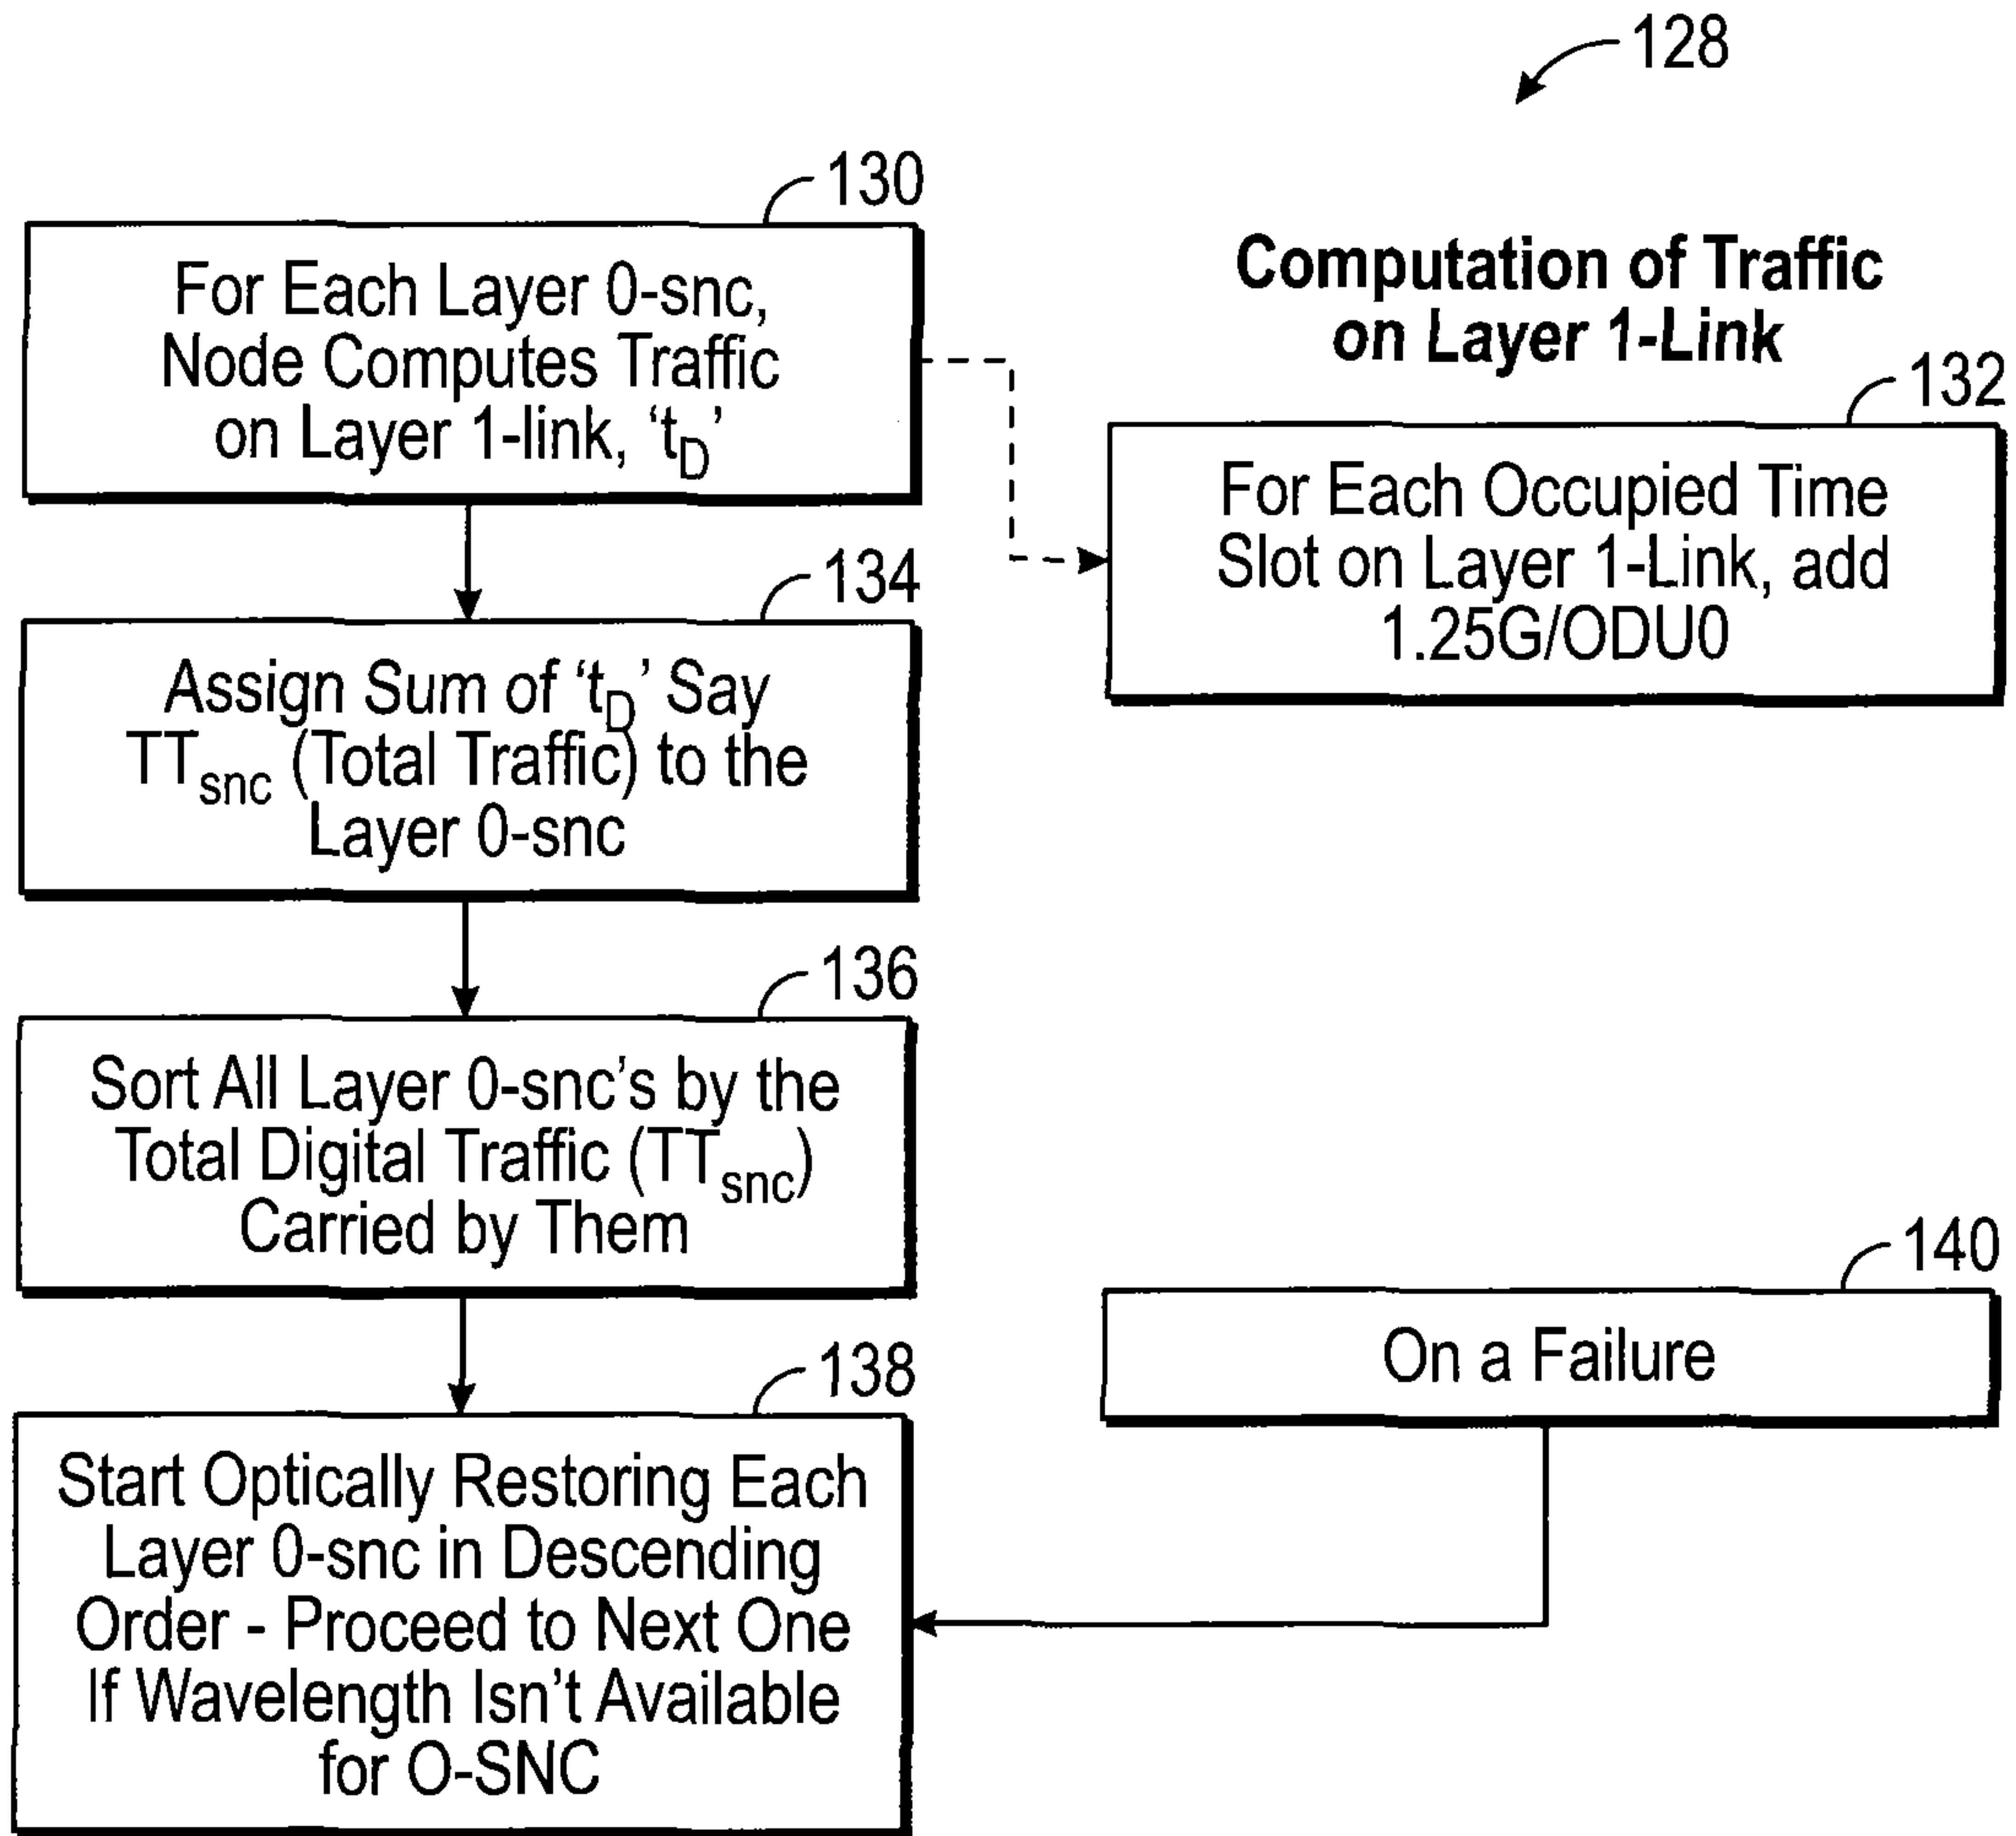 128
130
For Each Layer 0-snc,
Node Computes Traffic
on Layer 1-link, ‘tD’
Computation of Traffic
on Layer 1-Link
132
For Each Occupied Time
Slot on Layer 1-Link, add
1.25G/ODU0
134
Assign Sum of ‘tD’ Say
TTsnc (Total Traffic) to the
Layer 0-snc
136
Sort All Layer 0-snc’s by the
Total Digital Traffic (TTsnc)
Carried by Them
140
On a Failure
138
Start Optically Restoring Each
Layer 0-snc in Descending
Order - Proceed to Next One
If Wavelength Isn’t Available
for O-SNC